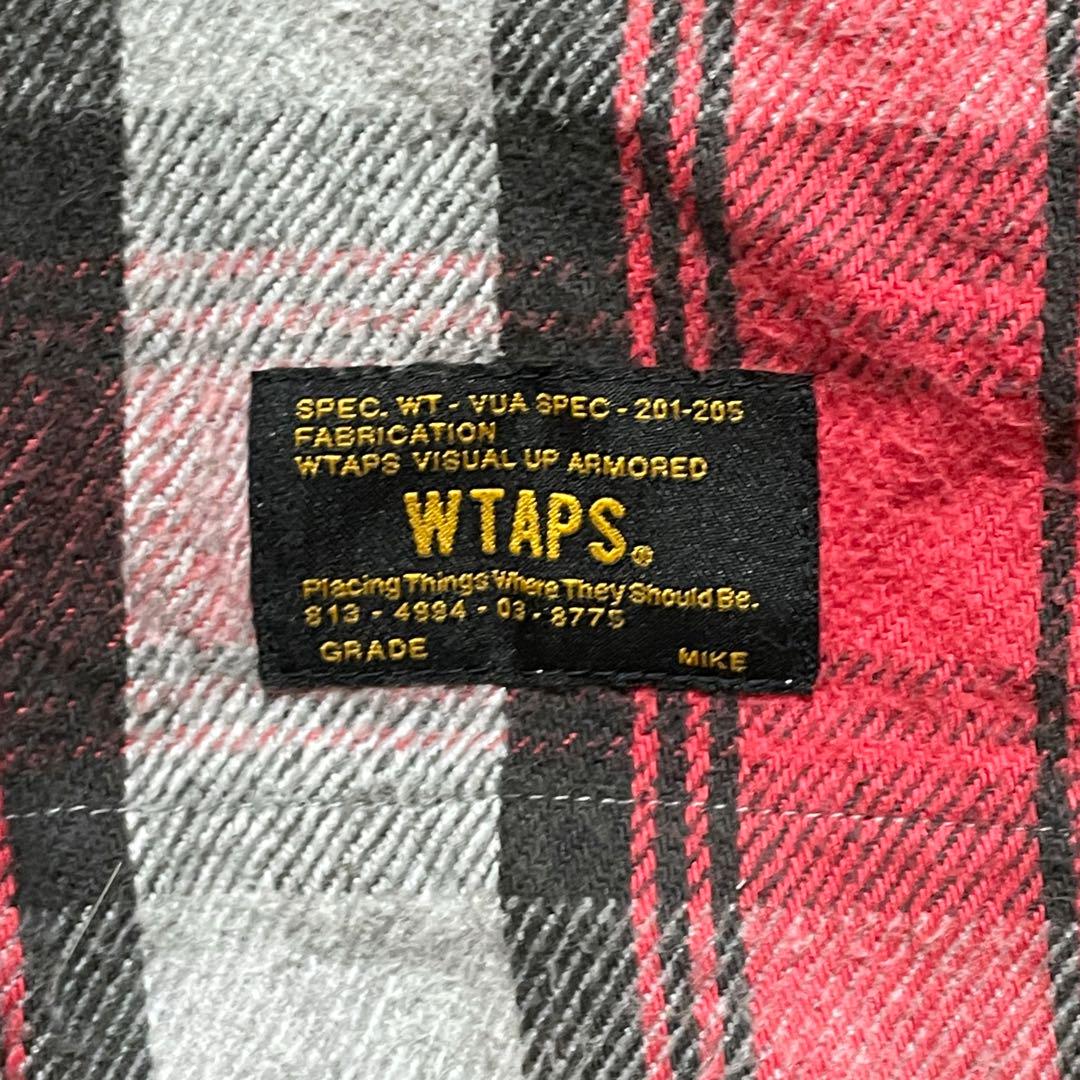 SPEC. WT - VUA SPEC - 201-205
FABRICATION
WTAPS VISUAL UP ARMORED
WTAPS®
Placing Things Where They Should Be.
813 - 4994 - 03 - 8775
GRADE MIKE